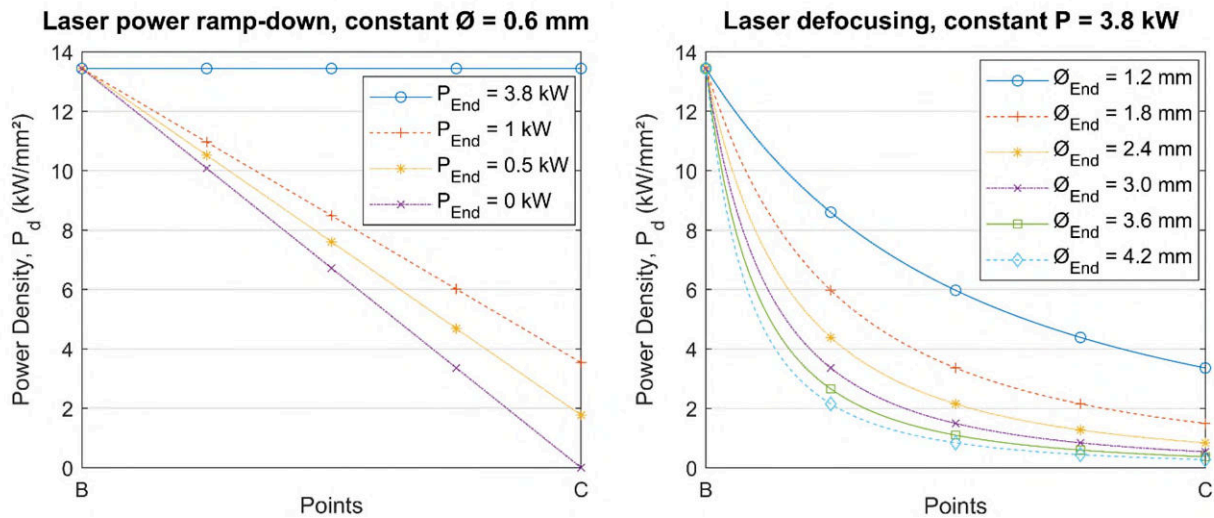 Laser power ramp-down, constant Ø = 0.6 mm
14
12
10
8
6
4
2
0
Power Density, P_d (kW/mm²)
P_End = 3.8 kW
P_End = 1 kW
P_End = 0.5 kW
P_End = 0 kW
B
C
Points
Laser defocusing, constant P = 3.8 kW
14
12
10
8
6
4
2
0
Power Density, P_d (kW/mm²)
Ø_End = 1.2 mm
Ø_End = 1.8 mm
Ø_End = 2.4 mm
Ø_End = 3.0 mm
Ø_End = 3.6 mm
Ø_End = 4.2 mm
B
C
Points